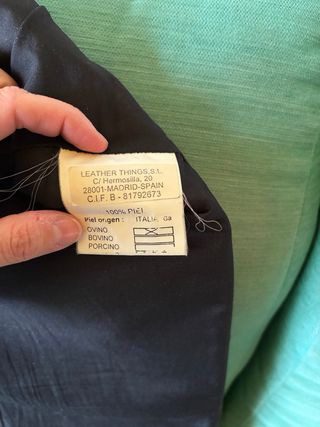 LEATHER THINGS, S.L.
C/ Hermosilla, 20
28001-MADRID-SPAIN
C.I.F. B - 81792673
100% PIEL
Piel origen : ITALIA
OVINO
BOVINO
PORCINO